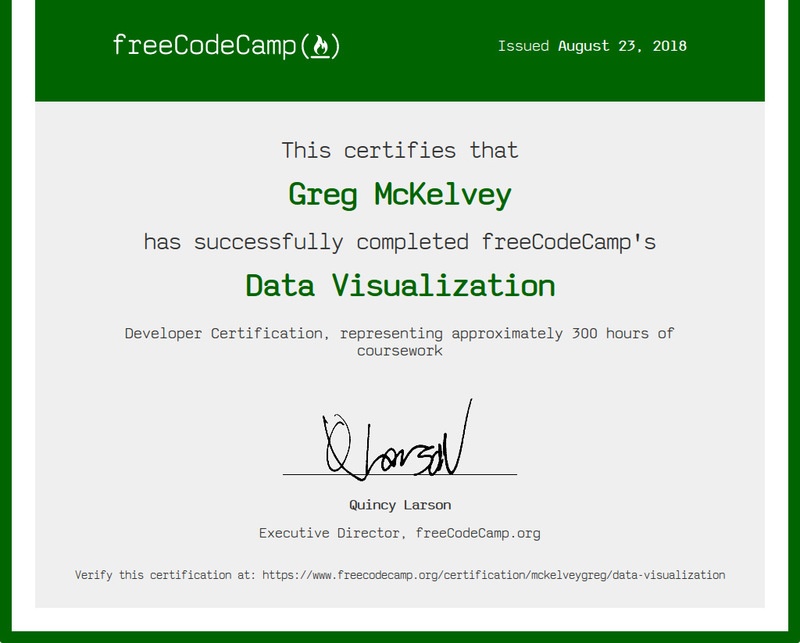 freeCodeCamp(🔥)
Issued August 23, 2018
This certifies that
Greg McKelvey
has successfully completed freeCodeCamp's
Data Visualization
Developer Certification, representing approximately 300 hours of
coursework
Q Larson
Quincy Larson
Executive Director, freeCodeCamp.org
Verify this certification at: https://www.freecodecamp.org/certification/mckelveygreg/data-visualization